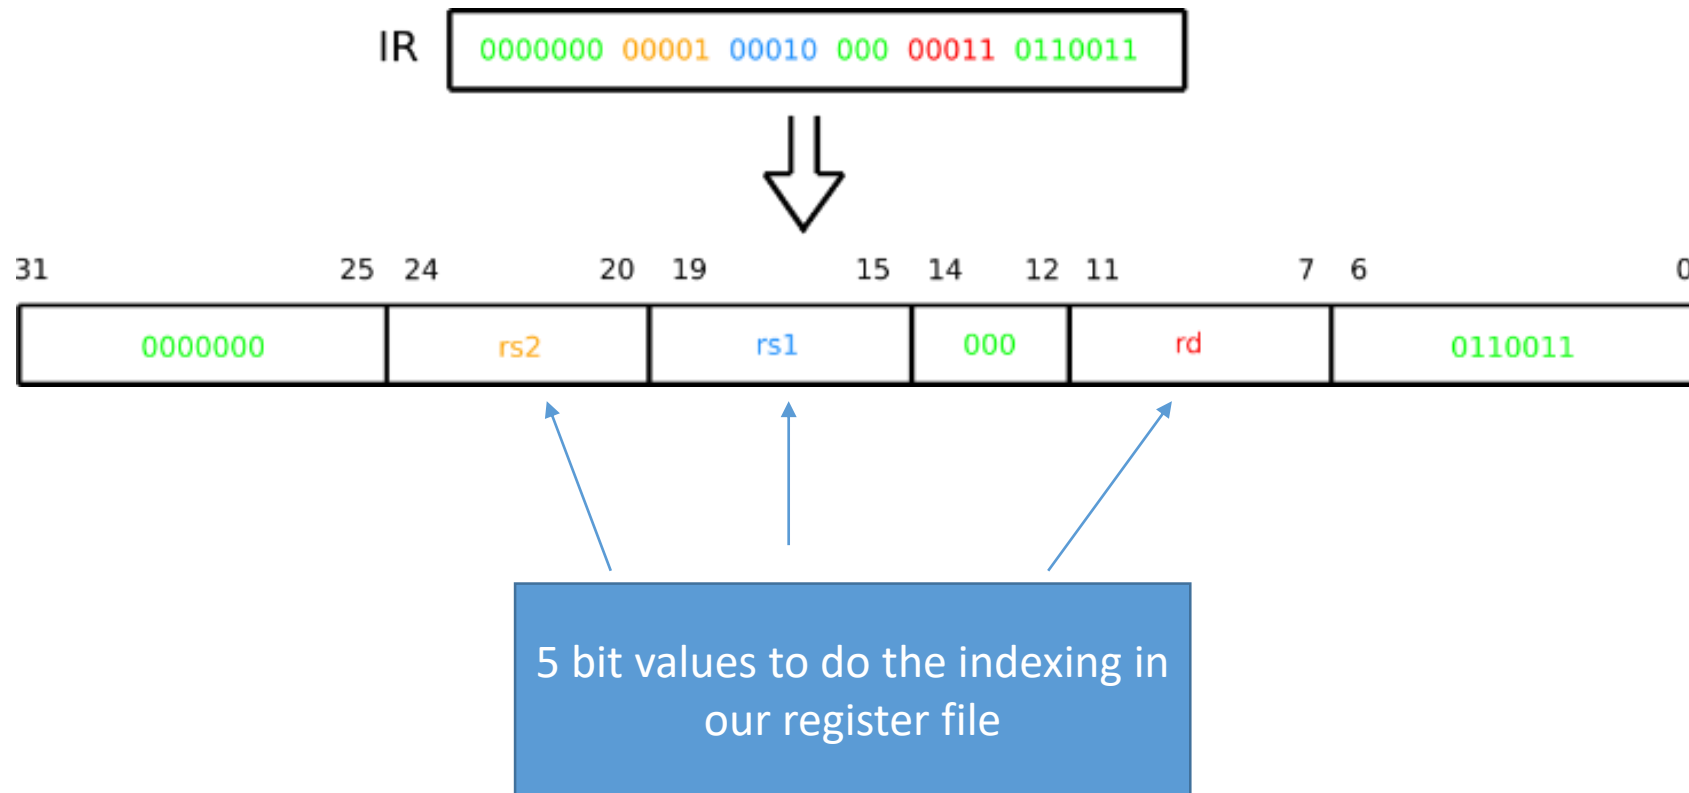 IR 0000000 00001 00010 000 00011 0110011
31 25 24 20 19 15 14 12 11 7 6 0
0000000 rs2 rs1 000 rd 0110011
5 bit values to do the indexing in
our register file